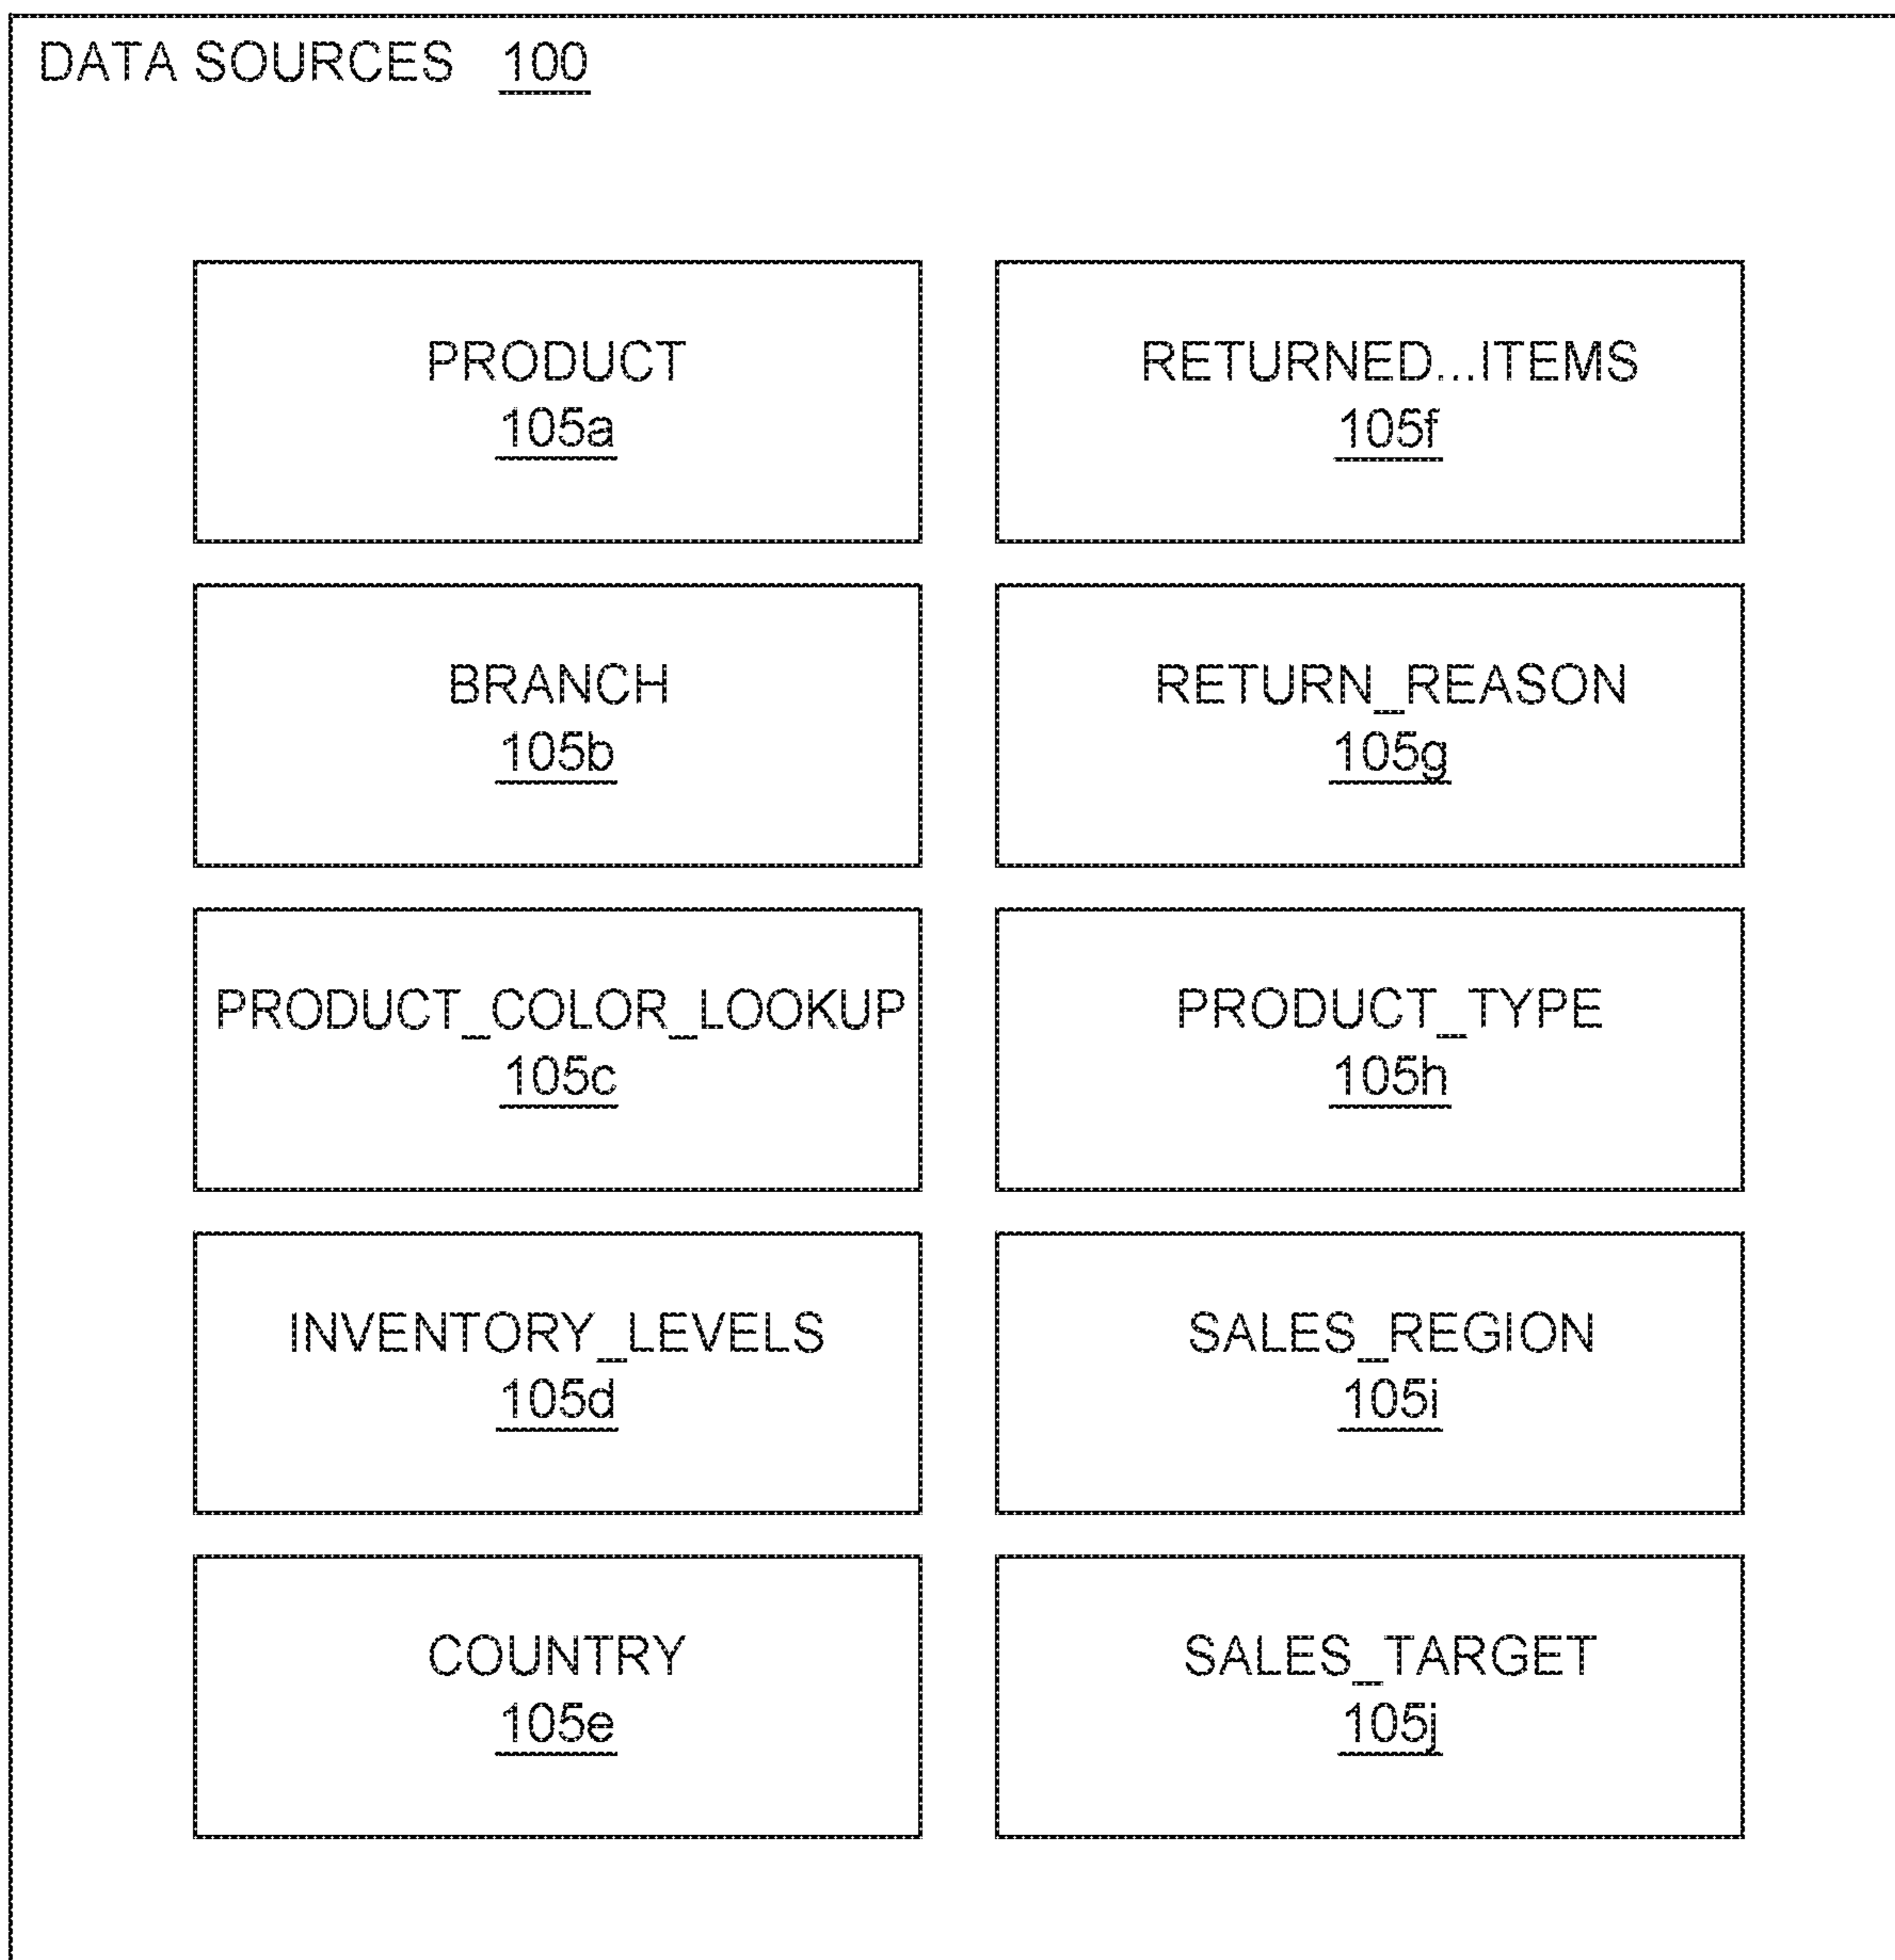 DATA SOURCES 100
PRODUCT
105a
BRANCH
105b
PRODUCT_COLOR_LOOKUP
105c
INVENTORY_LEVELS
105d
COUNTRY
105e
RETURNED...ITEMS
105f
RETURN_REASON
105g
PRODUCT_TYPE
105h
SALES_REGION
105i
SALES_TARGET
105j